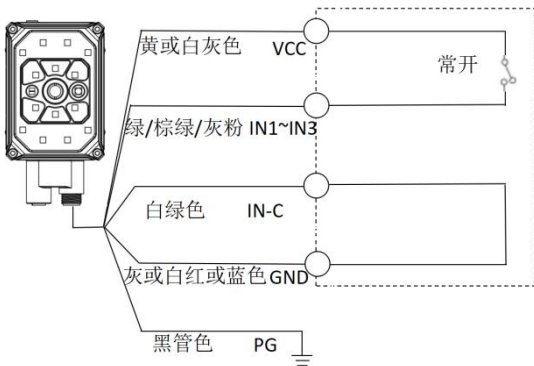 黄或白灰色 VCC
常开
绿/棕绿/灰粉 IN1~IN3
白绿色 IN-C
灰或白红或蓝色 GND
黑管色 PG